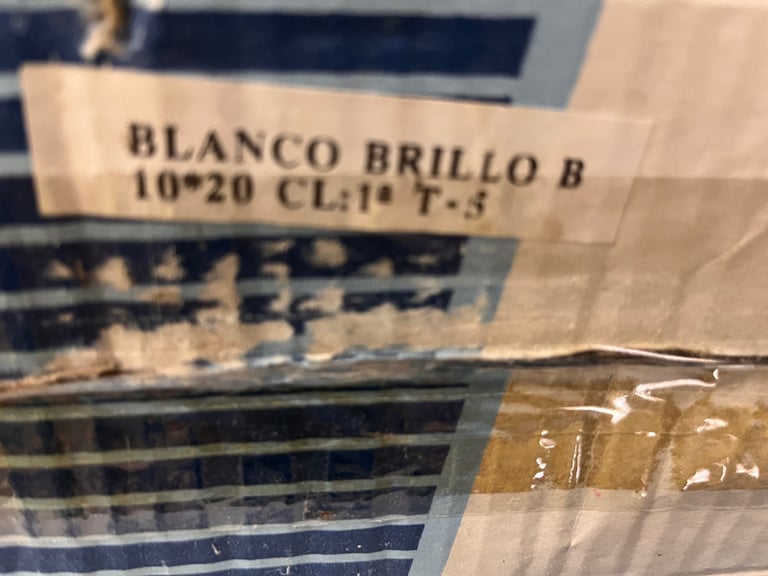 BLANCO BRILLO B
10*20 CL:1ª T-5